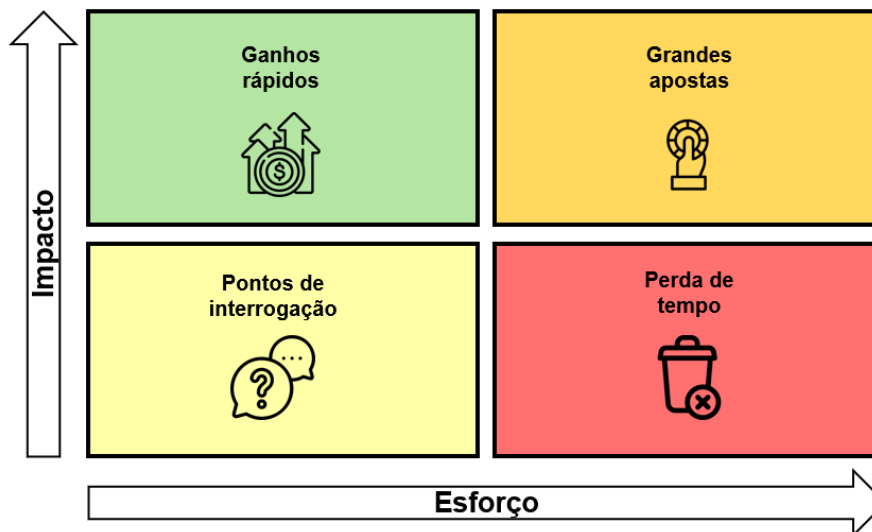 Ganhos
rápidos
Grandes
apostas
Impacto
Pontos de
interrogação
Perda de
tempo
Esforço